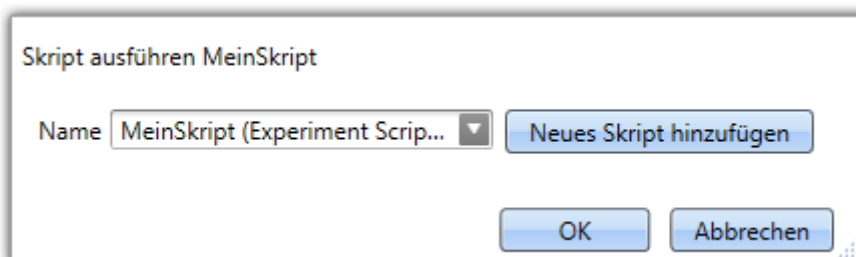 Skript ausführen MeinSkript
Name MeinSkript (Experiment Scrip... Neues Skript hinzufügen
OK Abbrechen